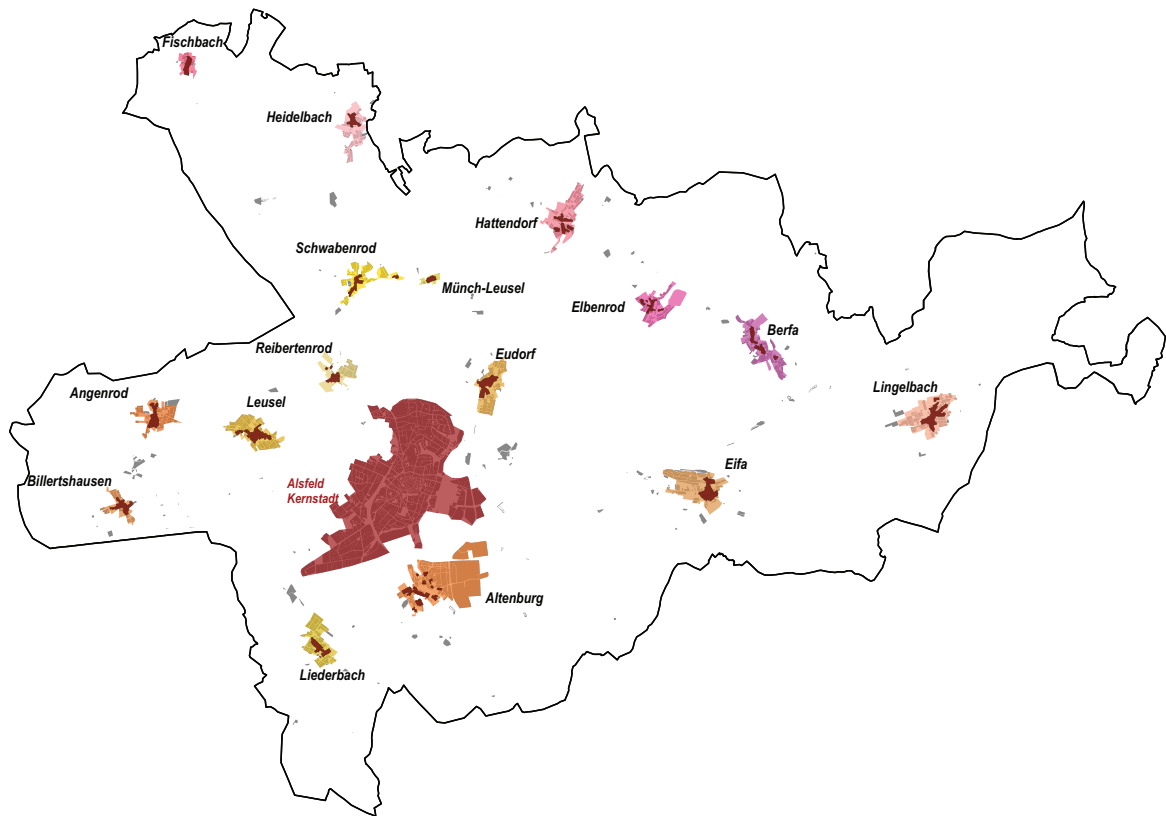 Fischbach
Heidelbach
Hattendorf
Schwabenrod
Münch-Leusel
Elbenrod
Berfa
Reibertenrod
Eudorf
Angenrod
Leusel
Lingelbach
Eifa
Billertshausen
Alsfeld
Kernstadt
Altenburg
Liederbach